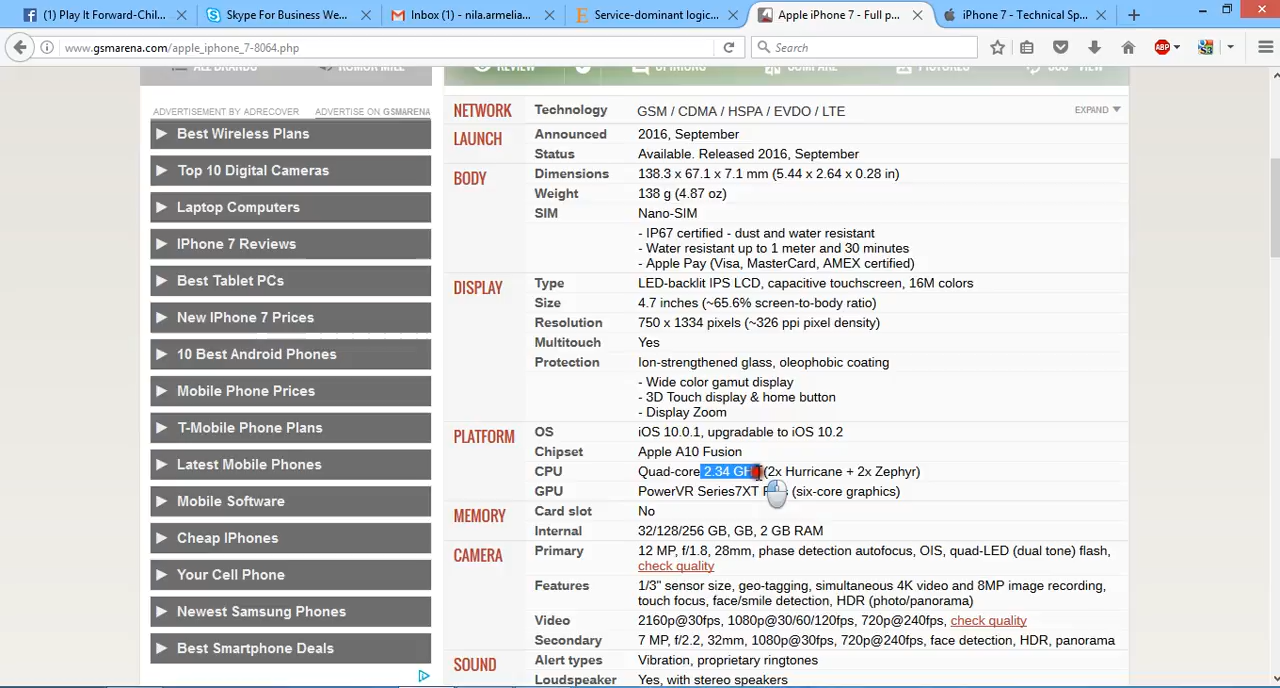 Play It Forward-Chil...
Skype For Business We...
Inbox (1) - nila.armelia...
Service-dominant logic...
Apple iPhone 7 - Full p...
iPhone 7 - Technical Sp...
www.gsmarena.com/apple_iphone_7-8064.php
Search
ABP
ALL BRANDS
RUMOR MILL
REVIEW
OPINIONS
COMPARE
PICTURES
ADVERTISEMENT BY ADRECOVER
ADVERTISE ON GSMARENA
Best Wireless Plans
Top 10 Digital Cameras
Laptop Computers
IPhone 7 Reviews
Best Tablet PCs
New IPhone 7 Prices
10 Best Android Phones
Mobile Phone Prices
T-Mobile Phone Plans
Latest Mobile Phones
Mobile Software
Cheap IPhones
Your Cell Phone
Newest Samsung Phones
Best Smartphone Deals
NETWORK Technology GSM / CDMA / HSPA / EVDO / LTE EXPAND
LAUNCH Announced 2016, September
Status Available. Released 2016, September
BODY Dimensions 138.3 x 67.1 x 7.1 mm (5.44 x 2.64 x 0.28 in)
Weight 138 g (4.87 oz)
SIM Nano-SIM
- IP67 certified - dust and water resistant
- Water resistant up to 1 meter and 30 minutes
- Apple Pay (Visa, MasterCard, AMEX certified)
DISPLAY Type LED-backlit IPS LCD, capacitive touchscreen, 16M colors
Size 4.7 inches (~65.6% screen-to-body ratio)
Resolution 750 x 1334 pixels (~326 ppi pixel density)
Multitouch Yes
Protection Ion-strengthened glass, oleophobic coating
- Wide color gamut display
- 3D Touch display & home button
- Display Zoom
PLATFORM OS iOS 10.0.1, upgradable to iOS 10.2
Chipset Apple A10 Fusion
CPU Quad-core 2.34 GHz (2x Hurricane + 2x Zephyr)
GPU PowerVR Series7XT (six-core graphics)
MEMORY Card slot No
Internal 32/128/256 GB, GB, 2 GB RAM
CAMERA Primary 12 MP, f/1.8, 28mm, phase detection autofocus, OIS, quad-LED (dual tone) flash,
check quality
Features 1/3" sensor size, geo-tagging, simultaneous 4K video and 8MP image recording,
touch focus, face/smile detection, HDR (photo/panorama)
Video 2160p@30fps, 1080p@30/60/120fps, 720p@240fps, check quality
Secondary 7 MP, f/2.2, 32mm, 1080p@30fps, 720p@240fps, face detection, HDR, panorama
SOUND Alert types Vibration, proprietary ringtones
Loudspeaker Yes, with stereo speakers